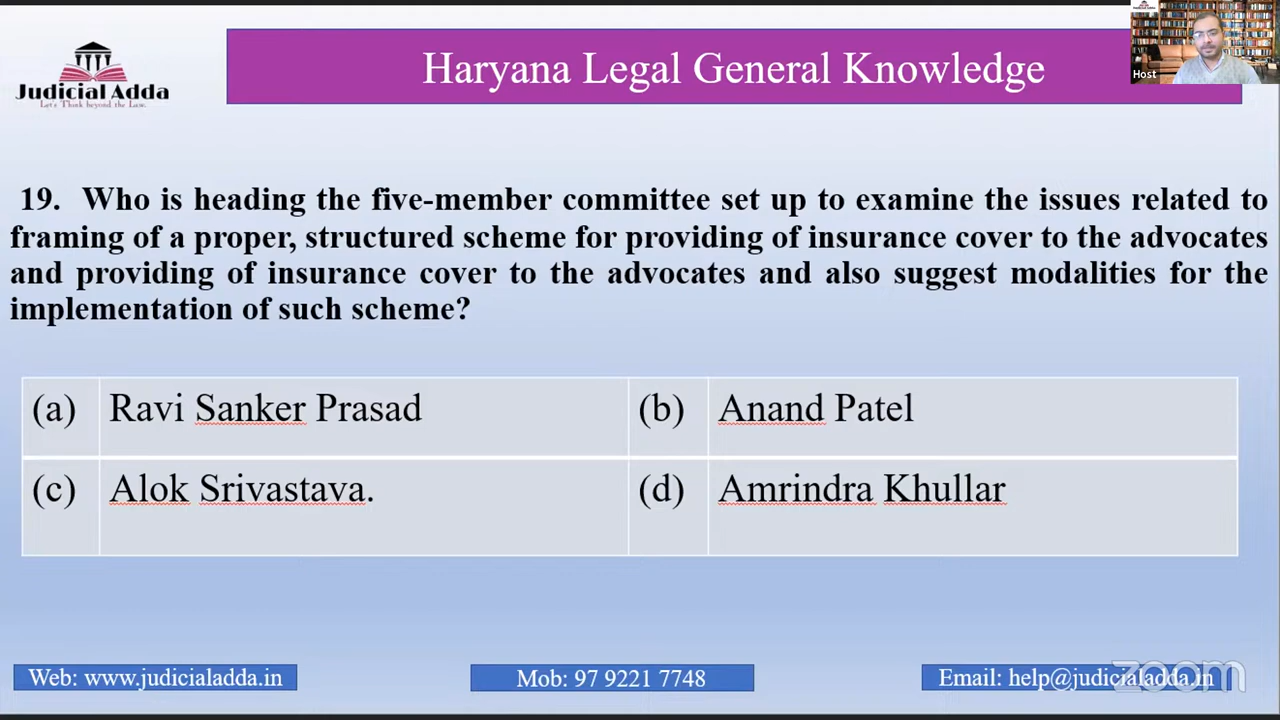 Judicial Adda
Let's Think beyond the Law.
Haryana Legal General Knowledge
Host
19. Who is heading the five-member committee set up to examine the issues related to
framing of a proper, structured scheme for providing of insurance cover to the advocates
and providing of insurance cover to the advocates and also suggest modalities for the
implementation of such scheme?
(a) Ravi Sanker Prasad (b) Anand Patel
(c) Alok Srivastava. (d) Amrindra Khullar
Web: www.judicialadda.in Mob: 97 9221 7748 Email: help@judicialadda.in
zoom